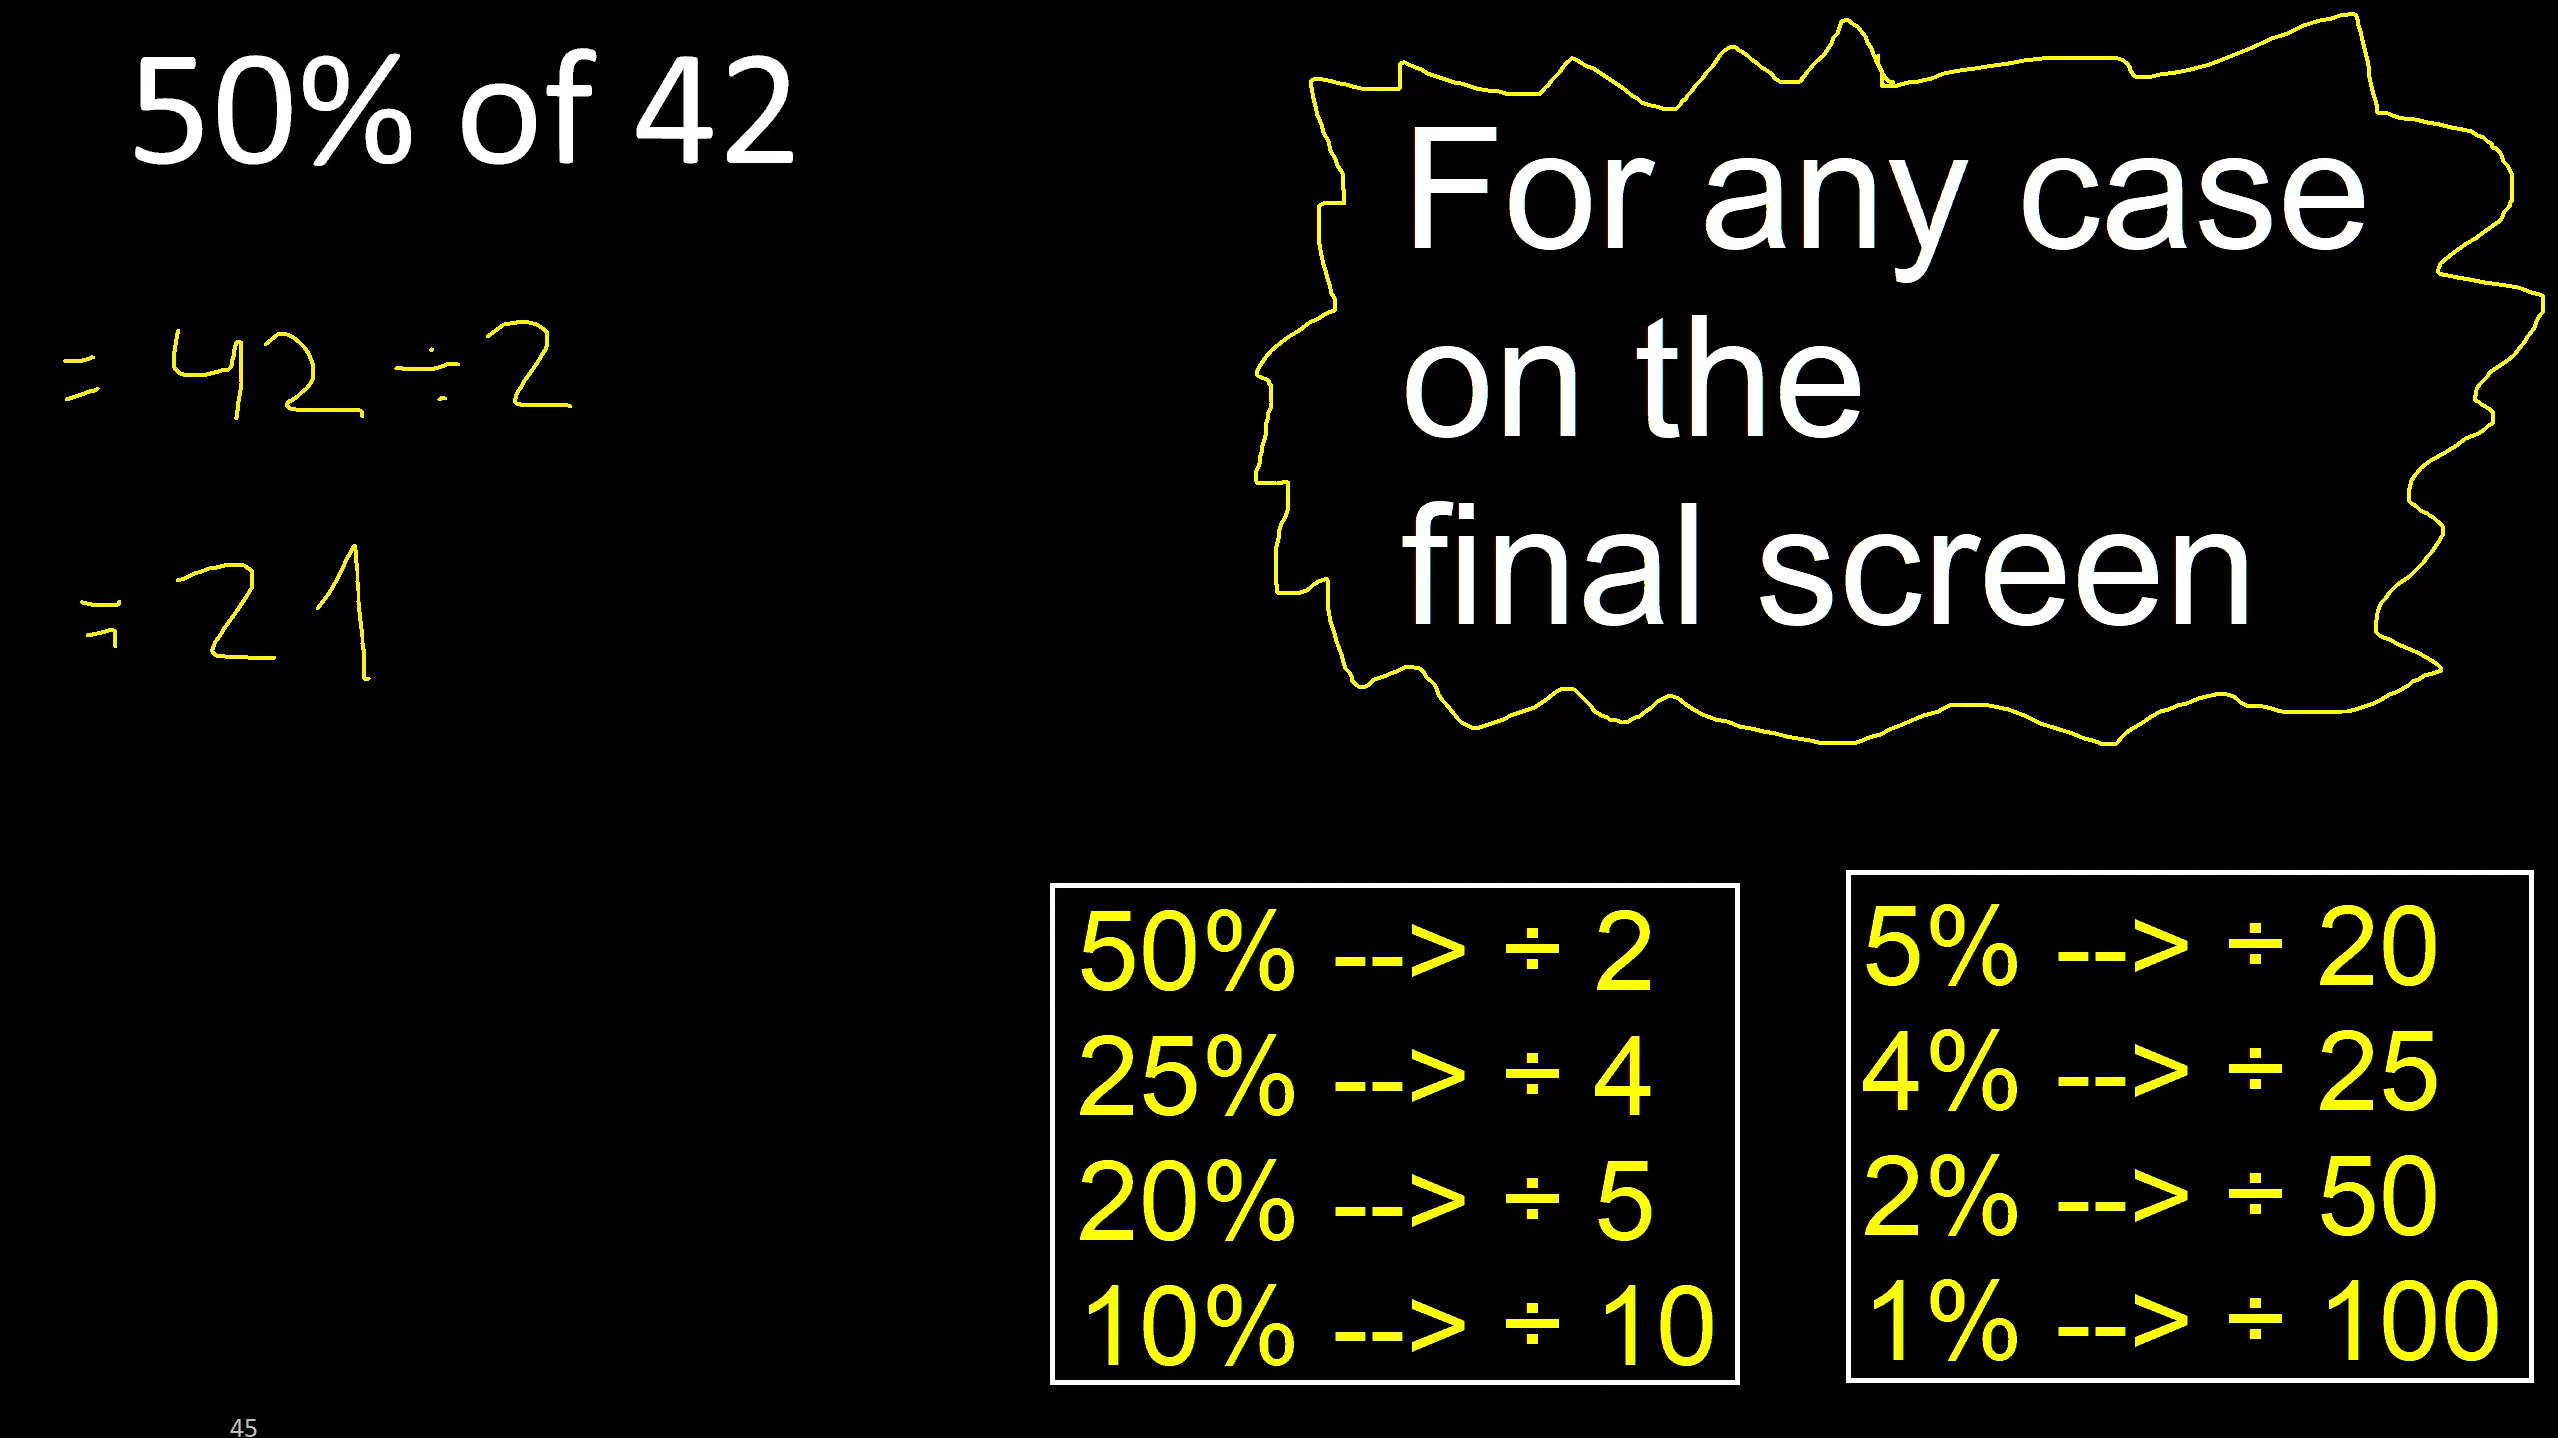 50% of 42
= 42 ÷ 2
= 21
For any case
on the
final screen
50% --> ÷ 2
25% --> ÷ 4
20% --> ÷ 5
10% --> ÷ 10
5% --> ÷ 20
4% --> ÷ 25
2% --> ÷ 50
1% --> ÷ 100
45